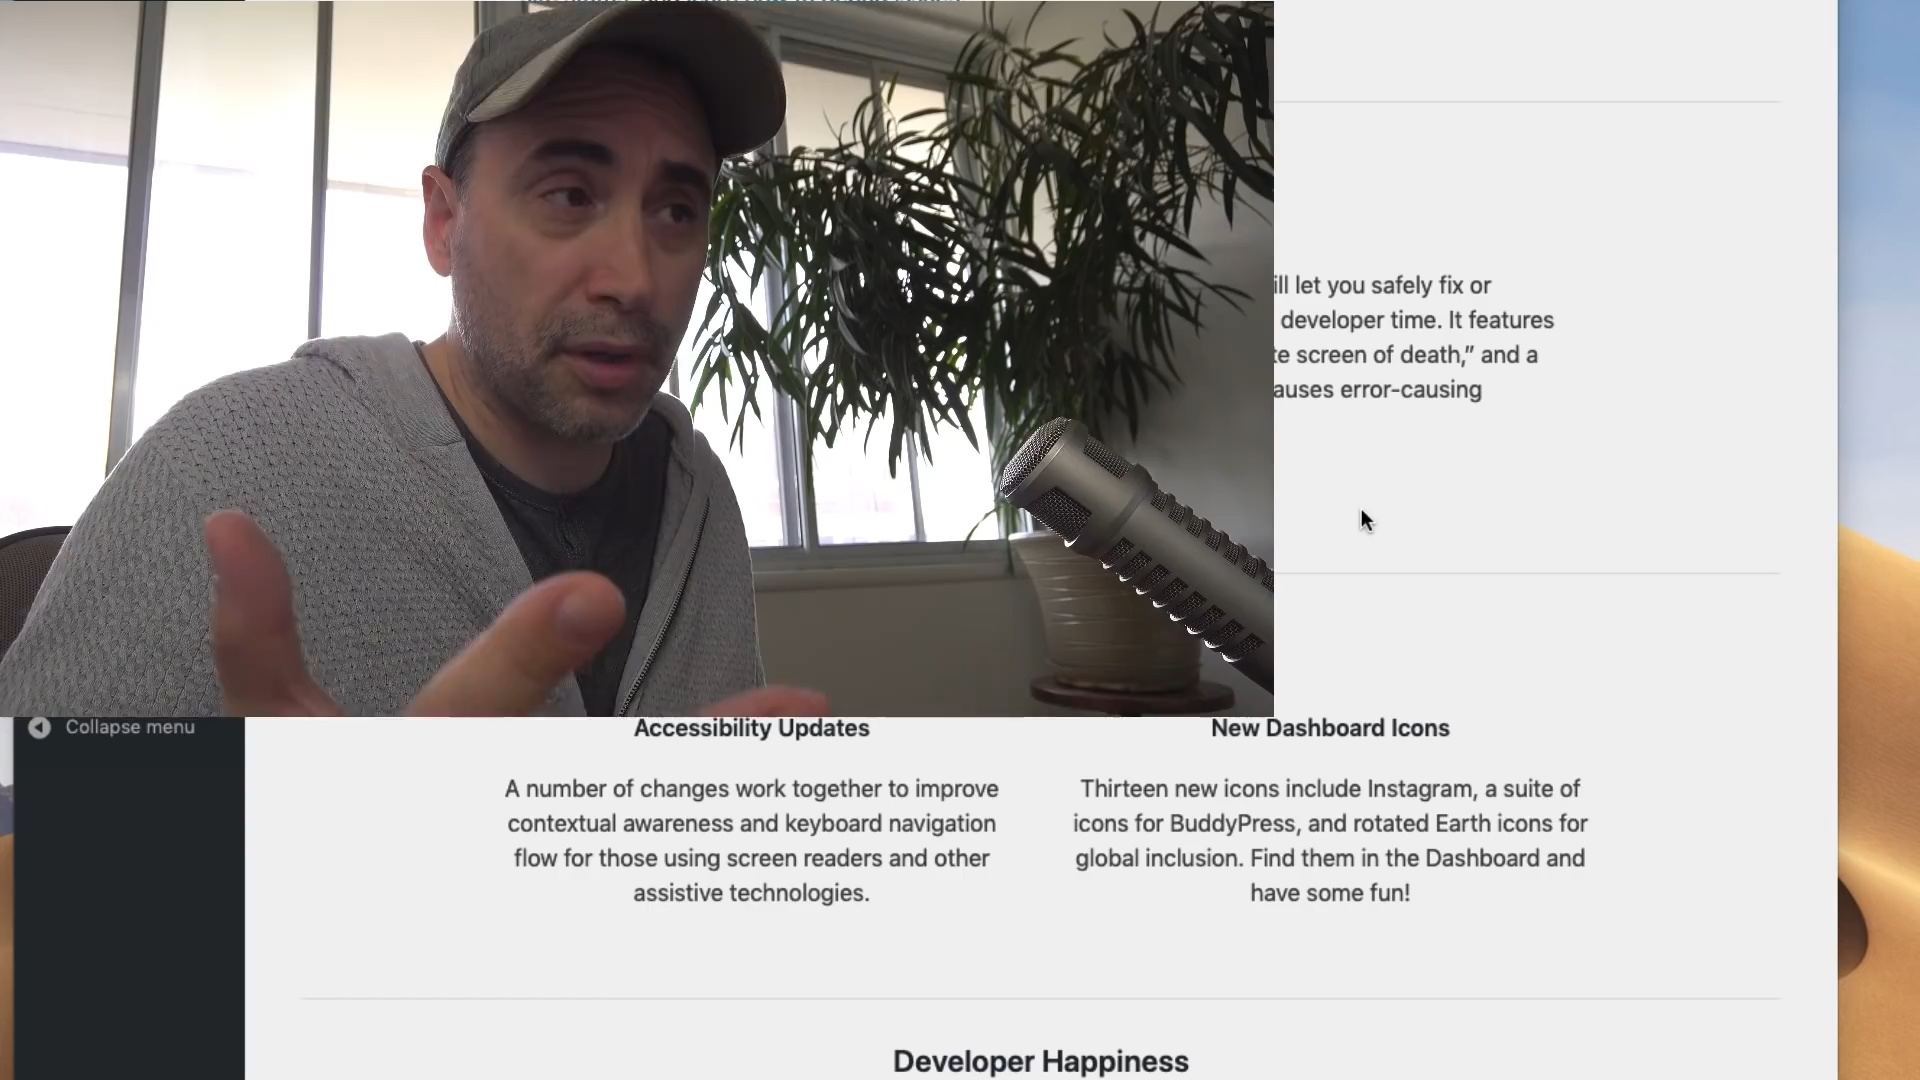 ill let you safely fix or
developer time. It features
te screen of death,” and a
auses error-causing
Collapse menu
Accessibility Updates
A number of changes work together to improve
contextual awareness and keyboard navigation
flow for those using screen readers and other
assistive technologies.
New Dashboard Icons
Thirteen new icons include Instagram, a suite of
icons for BuddyPress, and rotated Earth icons for
global inclusion. Find them in the Dashboard and
have some fun!
Developer Happiness